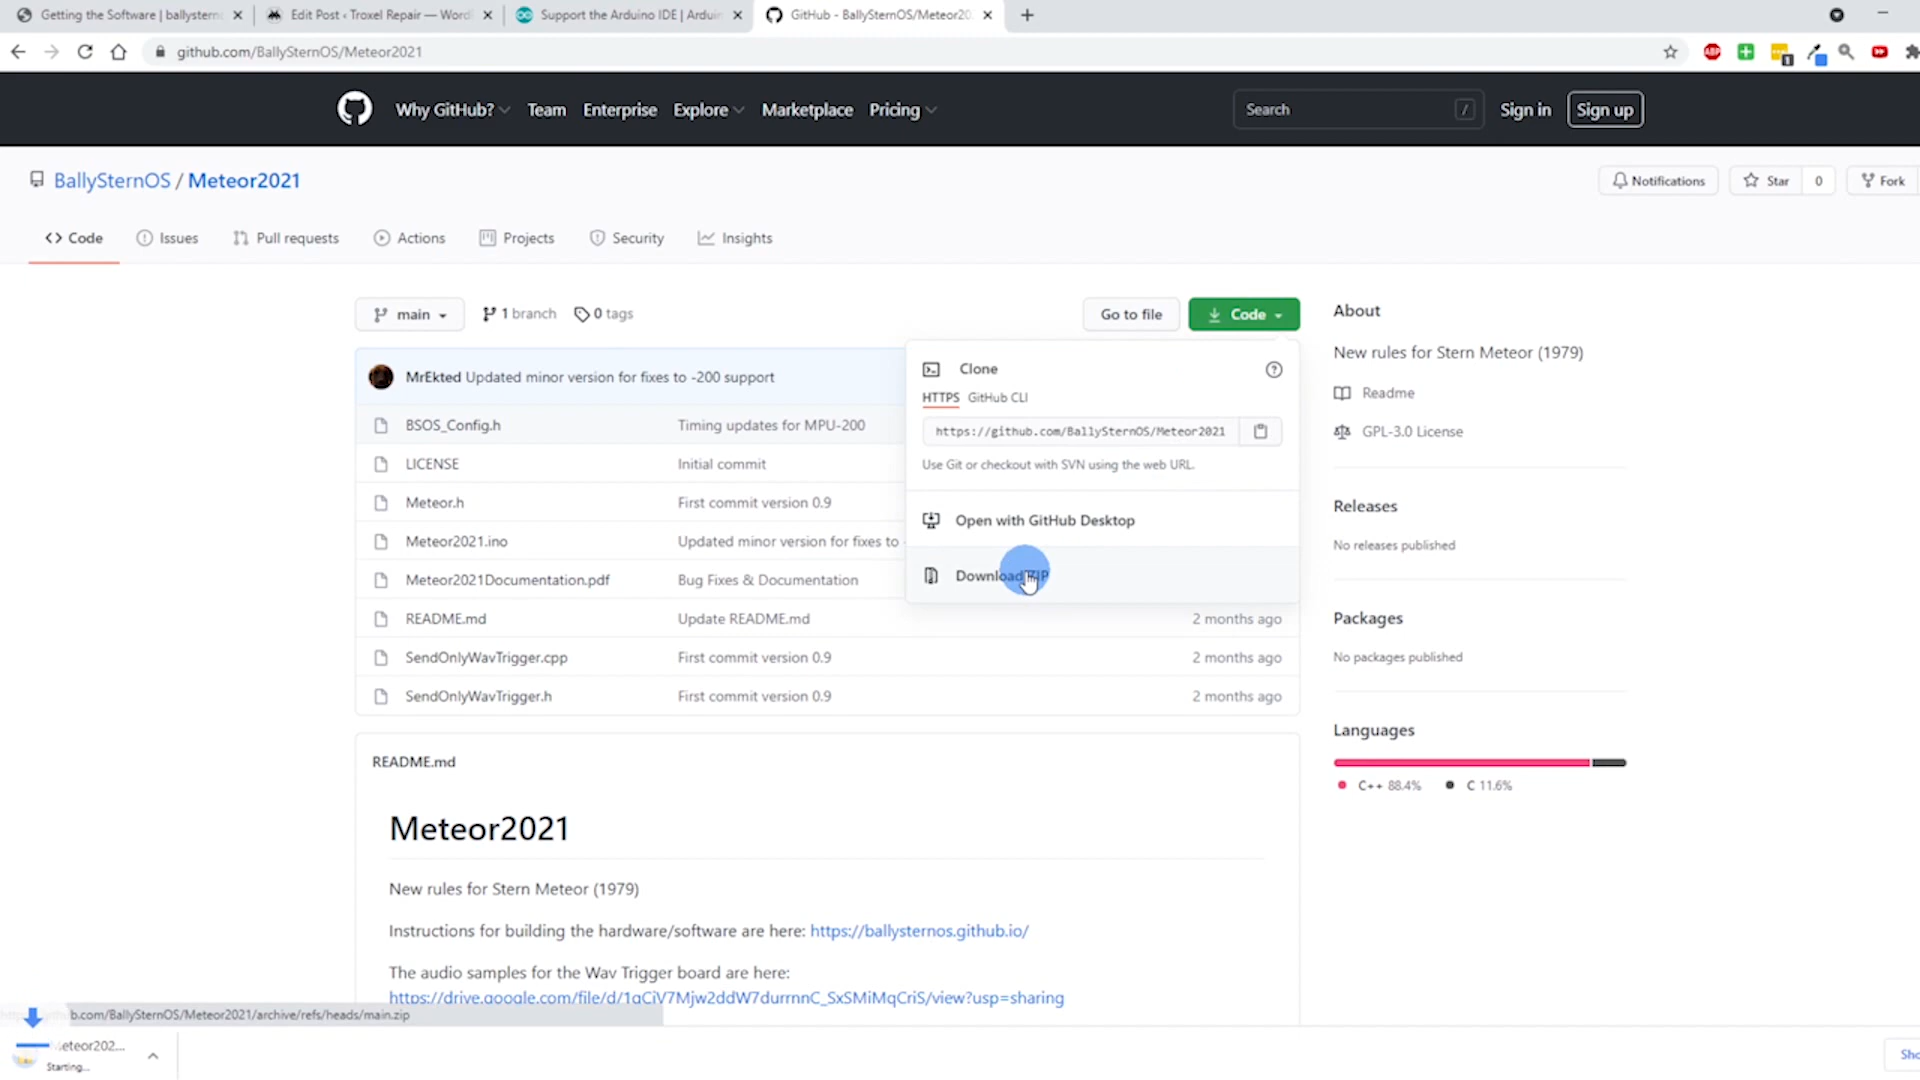 Getting the Software | ballystern
Edit Post ‹ Troxel Repair — Word
Support the Arduino IDE | Arduin
GitHub - BallySternOS/Meteor20
github.com/BallySternOS/Meteor2021
ABP
Why GitHub? Team Enterprise Explore Marketplace Pricing
Search /
Sign in Sign up
BallySternOS / Meteor2021
Notifications Star 0 Fork
Code Issues Pull requests Actions Projects Security Insights
main 1 branch 0 tags
Go to file Code
MrEkted Updated minor version for fixes to -200 support
BSOS_Config.h Timing updates for MPU-200
LICENSE Initial commit
Meteor.h First commit version 0.9
Meteor2021.ino Updated minor version for fixes to
Meteor2021Documentation.pdf Bug Fixes & Documentation
README.md Update README.md 2 months ago
SendOnlyWavTrigger.cpp First commit version 0.9 2 months ago
SendOnlyWavTrigger.h First commit version 0.9 2 months ago
Clone
HTTPS GitHub CLI
https://github.com/BallySternOS/Meteor2021
Use Git or checkout with SVN using the web URL.
Open with GitHub Desktop
Download ZIP
About
New rules for Stern Meteor (1979)
Readme
GPL-3.0 License
Releases
No releases published
Packages
No packages published
Languages
C++ 88.4% C 11.6%
README.md
Meteor2021
New rules for Stern Meteor (1979)
Instructions for building the hardware/software are here: https://ballysternos.github.io/
The audio samples for the Wav Trigger board are here:
https://drive.google.com/file/d/1qCiV7Mjw2ddW7durrnnC_SxSMiMqCriS/view?usp=sharing
b.com/BallySternOS/Meteor2021/archive/refs/heads/main.zip
eteor202...
Starting...
Sho